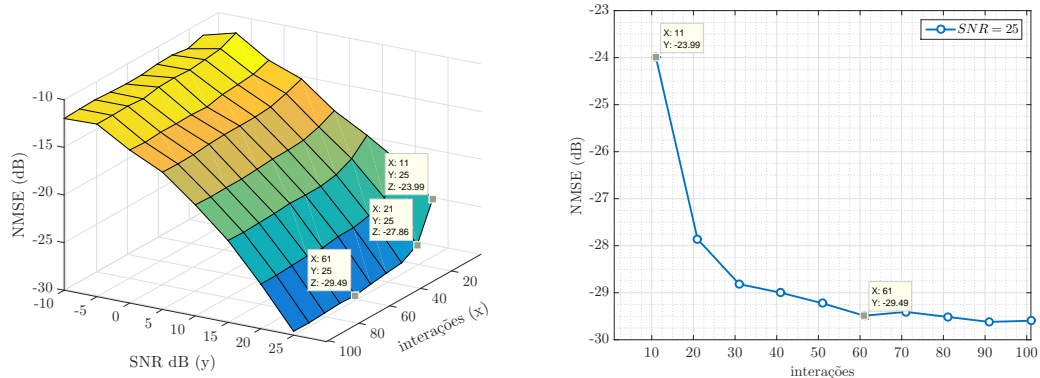 -10
-15
-20
-25
-30
NMSE (dB)
-10
-5
0
5
10
15
20
25
SNR dB (y)
100
80
60
40
20
interações (x)
X: 11
Y: 25
Z: -23.99
X: 21
Y: 25
Z: -27.86
X: 61
Y: 25
Z: -29.49
-23
-24
-25
-26
-27
-28
-29
-30
NMSE (dB)
10 20 30 40 50 60 70 80 90 100
interações
SNR = 25
X: 11
Y: -23.99
X: 61
Y: -29.49